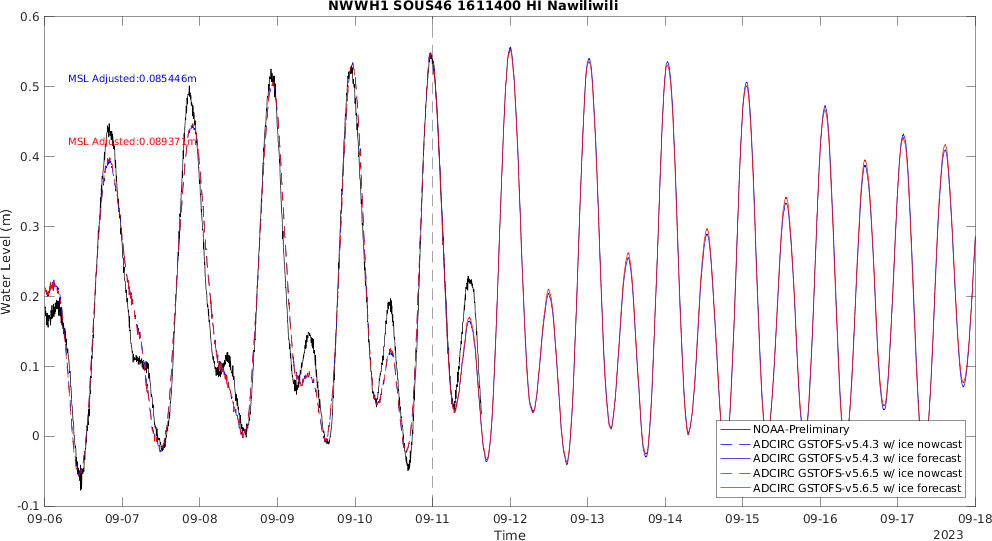 NWWH1 SOUS46 1611400 HI Nawiliwili
0.6
0.5
0.4
0.3
0.2
0.1
0
-0.1
Water Level (m)
MSL Adjusted:0.085446m
MSL Adjusted:0.089371m
NOAA-Preliminary
ADCIRC GSTOFS-v5.4.3 w/ ice nowcast
ADCIRC GSTOFS-v5.4.3 w/ ice forecast
ADCIRC GSTOFS-v5.6.5 w/ ice nowcast
ADCIRC GSTOFS-v5.6.5 w/ ice forecast
09-06 09-07 09-08 09-09 09-10 09-11 09-12 09-13 09-14 09-15 09-16 09-17 09-18
Time
2023